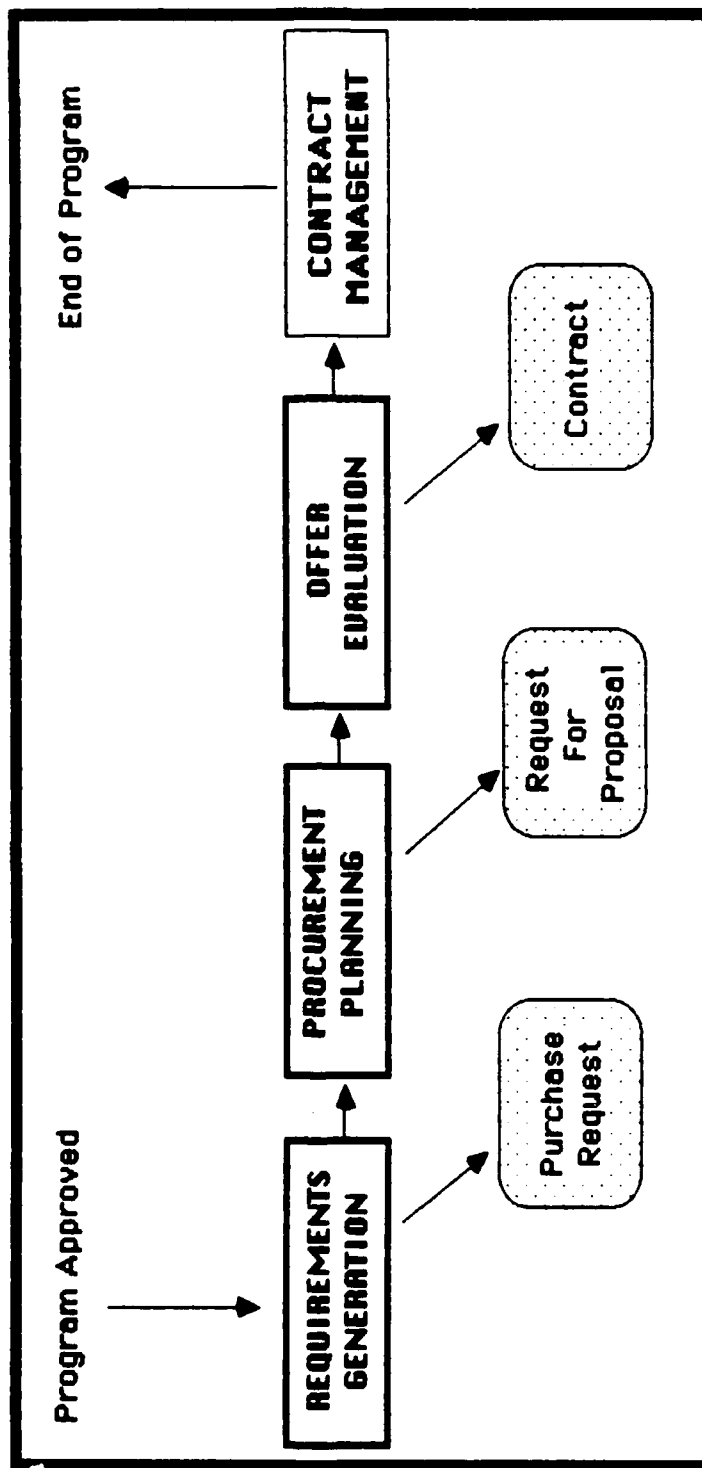 Program Approved
End of Program
REQUIREMENTS
GENERATION
PROCUREMENT
PLANNING
OFFER
EVALUATION
CONTRACT
MANAGEMENT
Purchase
Request
Request
For
Proposal
Contract